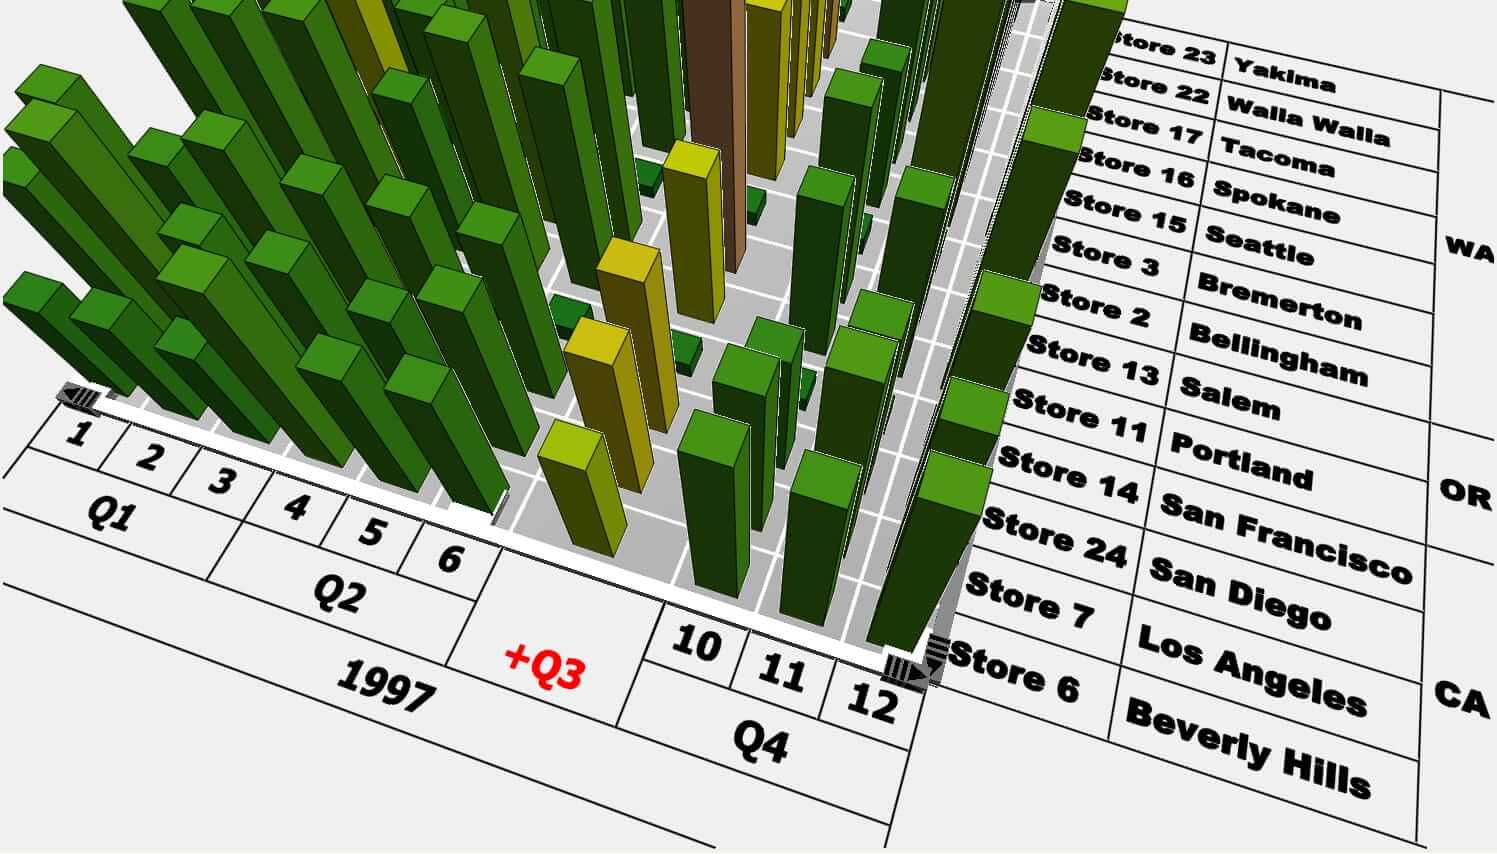 Store 23 Yakima
Store 22 Walla Walla
Store 17 Tacoma
Store 16 Spokane
WA
Store 15 Seattle
Store 3 Bremerton
Store 2 Bellingham
Store 13 Salem
OR
Store 11 Portland
Store 14 San Francisco
Store 24 San Diego
CA
Store 7 Los Angeles
Store 6 Beverly Hills
1 2 3 4 5 6
10 11 12
Q1 Q2 +Q3 Q4
1997